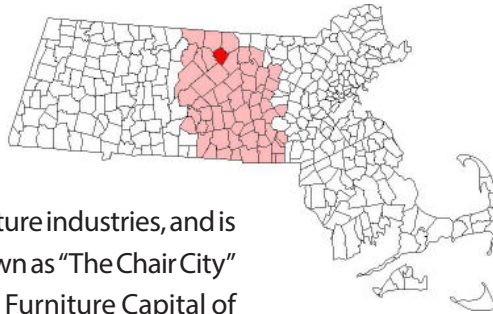 ture industries, and is
wn as “The Chair City”
Furniture Capital of